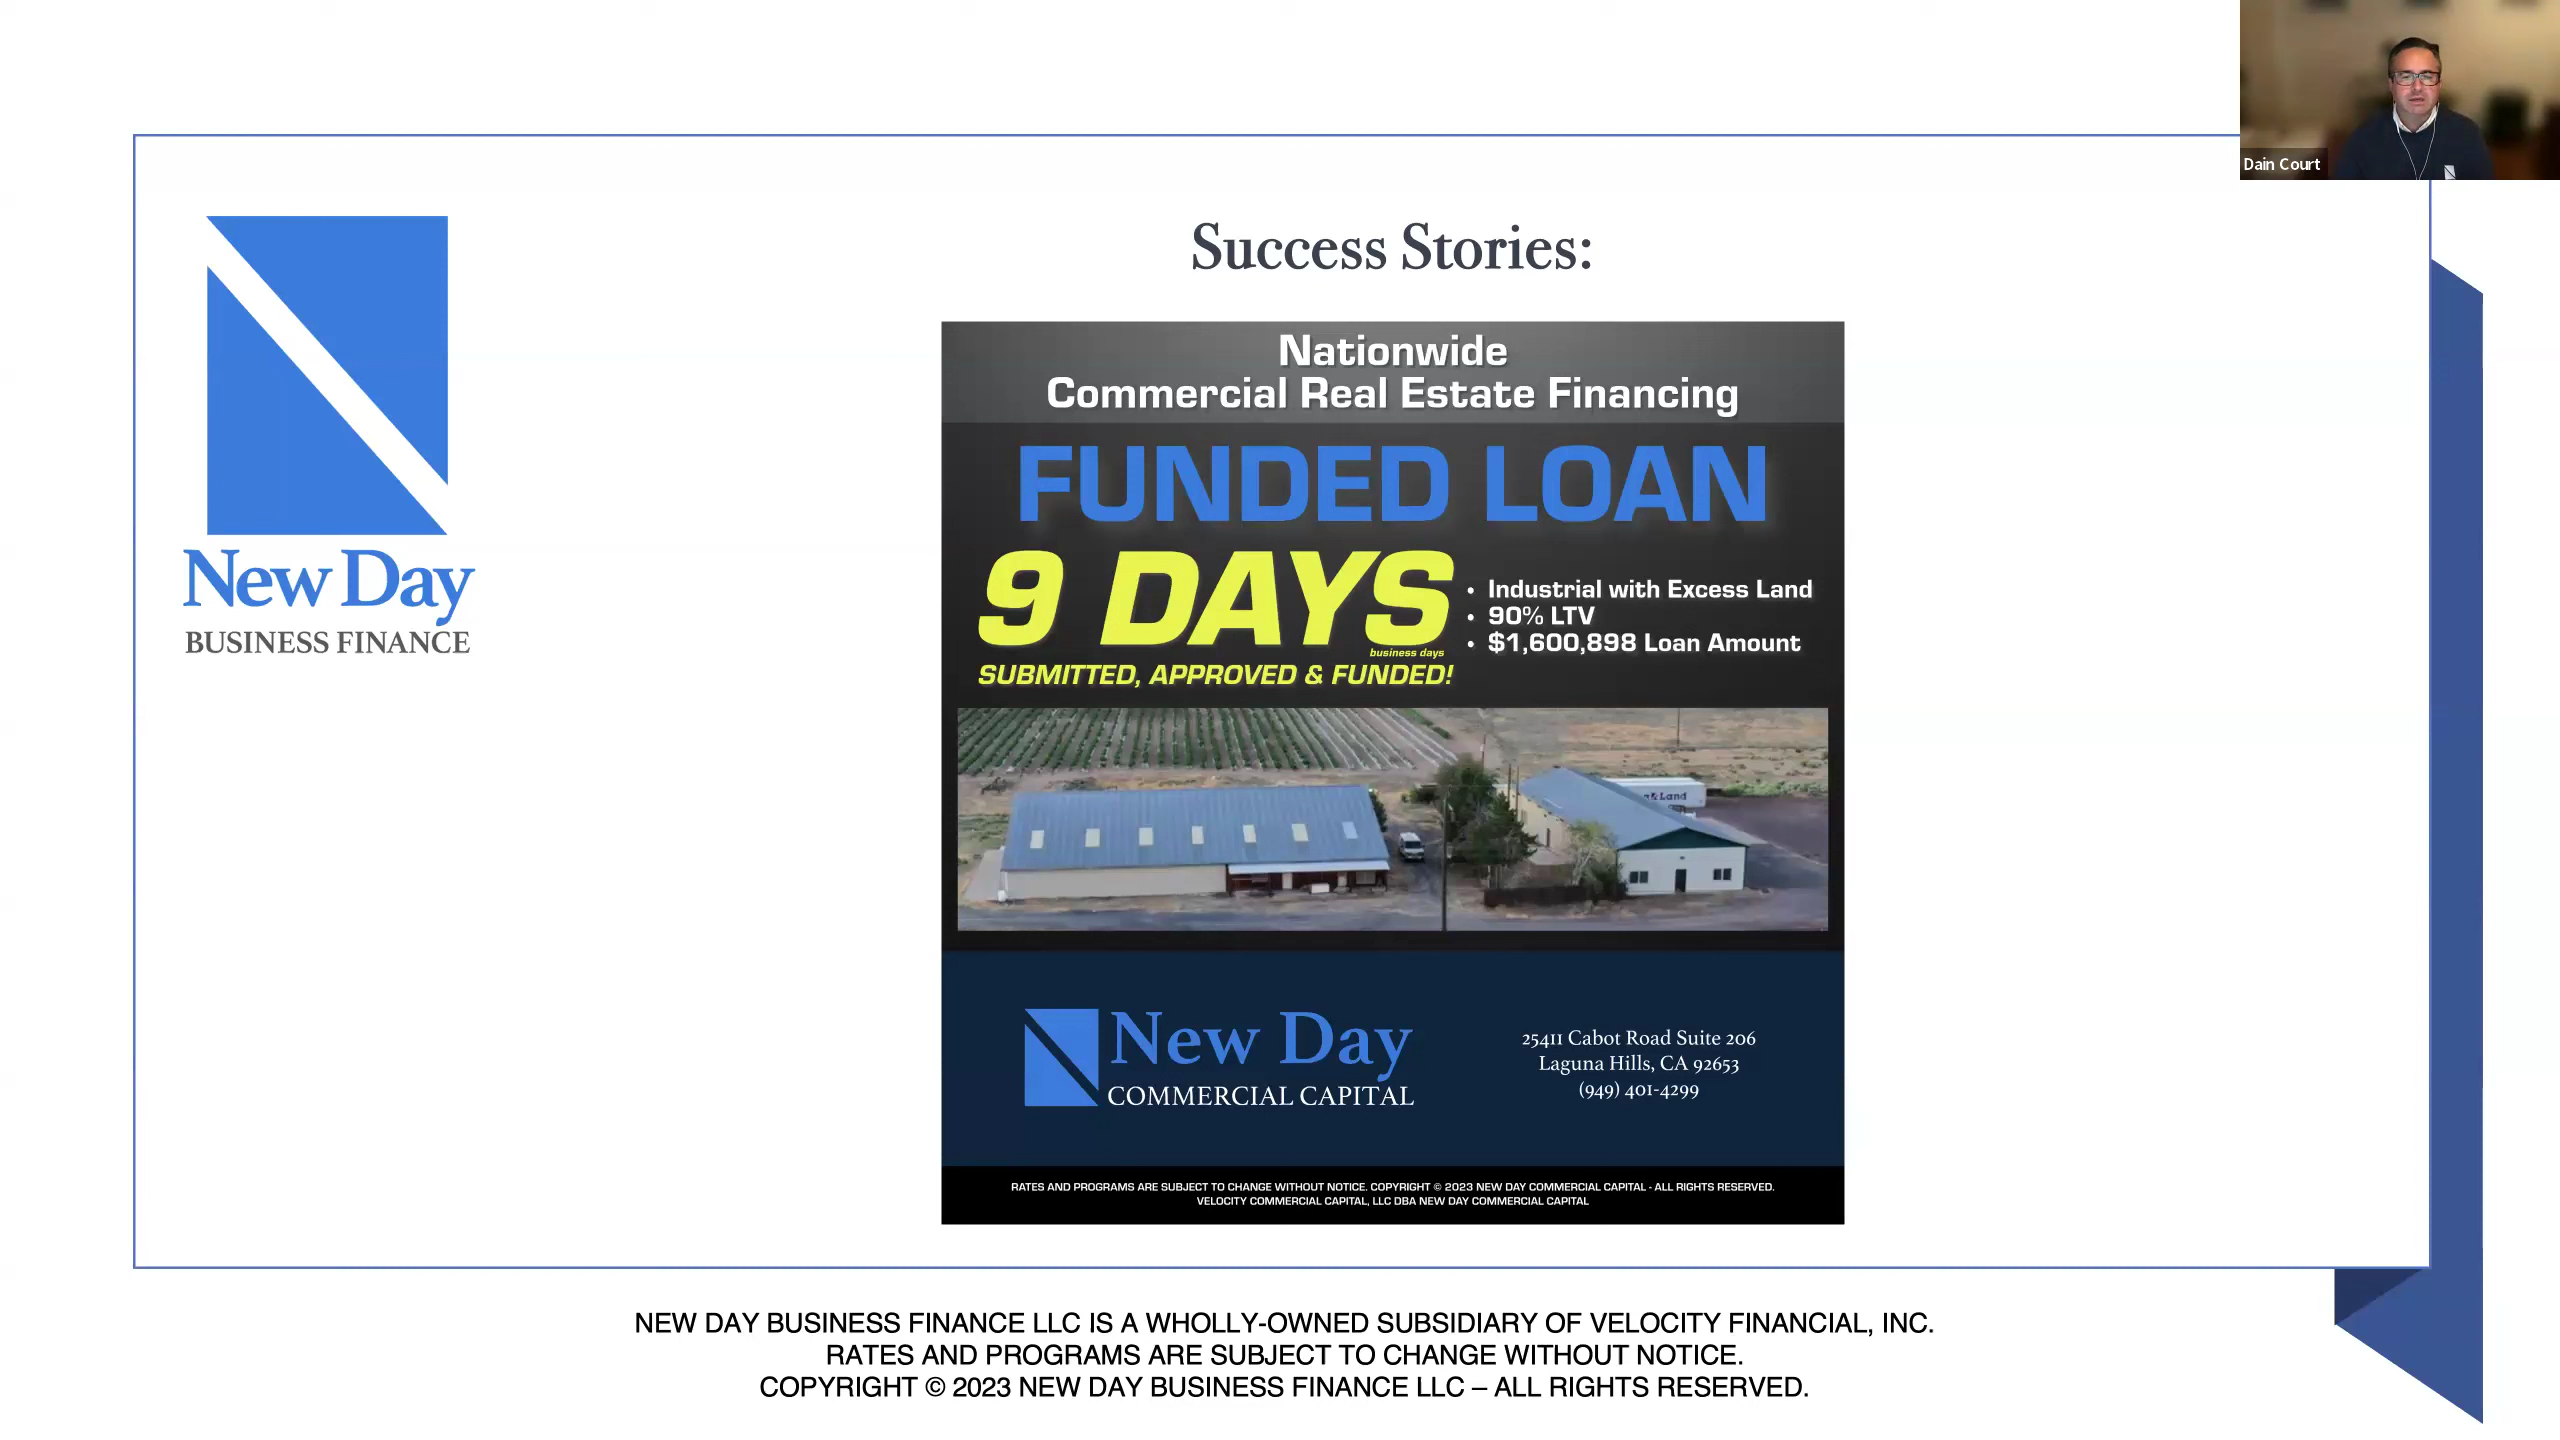 Dain Court
Success Stories:
New Day
BUSINESS FINANCE
Nationwide
Commercial Real Estate Financing
FUNDED LOAN
9 DAYS
business days
SUBMITTED, APPROVED & FUNDED!
• Industrial with Excess Land
• 90% LTV
• $1,600,898 Loan Amount
Land
New Day
COMMERCIAL CAPITAL
25411 Cabot Road Suite 206
Laguna Hills, CA 92653
(949) 401-4299
RATES AND PROGRAMS ARE SUBJECT TO CHANGE WITHOUT NOTICE. COPYRIGHT © 2023 NEW DAY COMMERCIAL CAPITAL - ALL RIGHTS RESERVED.
VELOCITY COMMERCIAL CAPITAL, LLC DBA NEW DAY COMMERCIAL CAPITAL
NEW DAY BUSINESS FINANCE LLC IS A WHOLLY-OWNED SUBSIDIARY OF VELOCITY FINANCIAL, INC.
RATES AND PROGRAMS ARE SUBJECT TO CHANGE WITHOUT NOTICE.
COPYRIGHT © 2023 NEW DAY BUSINESS FINANCE LLC – ALL RIGHTS RESERVED.